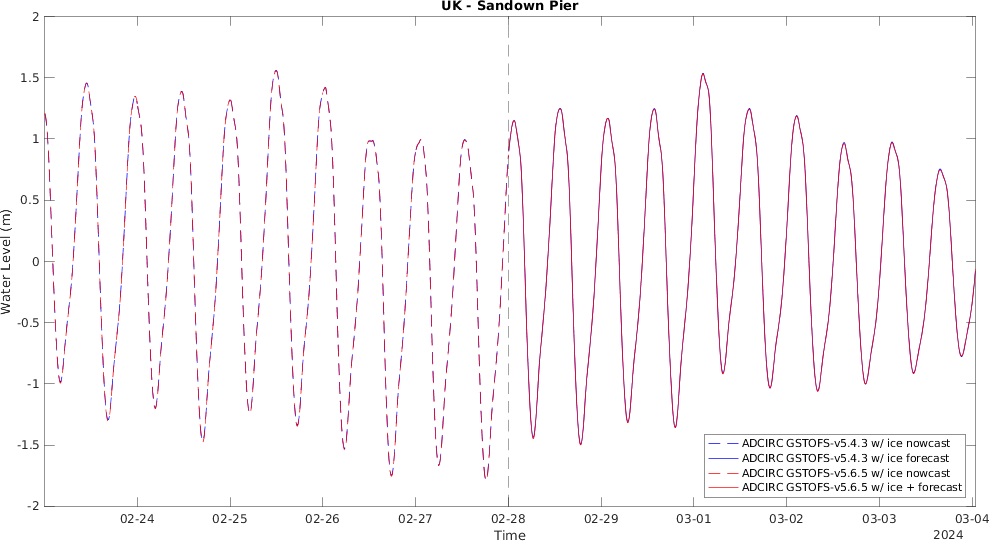 UK - Sandown Pier
2
1.5
1
0.5
0
-0.5
-1
-1.5
-2
Water Level (m)
02-24 02-25 02-26 02-27 02-28 02-29 03-01 03-02 03-03 03-04
Time
2024
ADCIRC GSTOFS-v5.4.3 w/ ice nowcast
ADCIRC GSTOFS-v5.4.3 w/ ice forecast
ADCIRC GSTOFS-v5.6.5 w/ ice nowcast
ADCIRC GSTOFS-v5.6.5 w/ ice + forecast